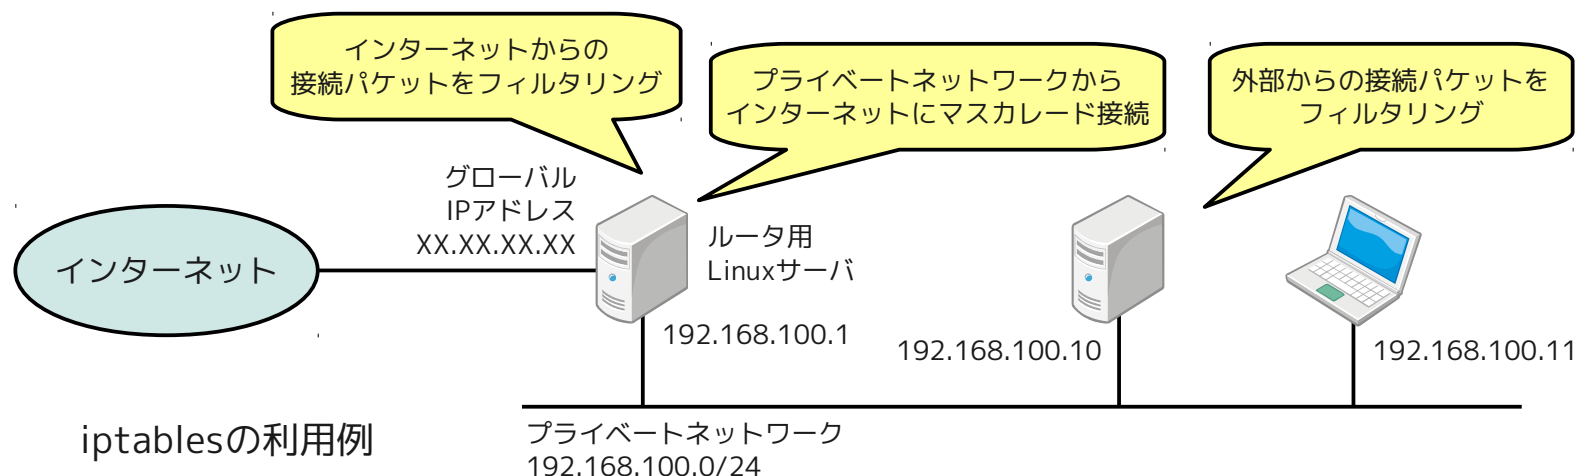 インターネットからの
接続パケットをフィルタリング
プライベートネットワークから
インターネットにマスカレード接続
外部からの接続パケットを
フィルタリング
グローバル
IPアドレス
XX.XX.XX.XX
インターネット
ルータ用
Linuxサーバ
192.168.100.1
192.168.100.10
192.168.100.11
iptablesの利用例
プライベートネットワーク
192.168.100.0/24